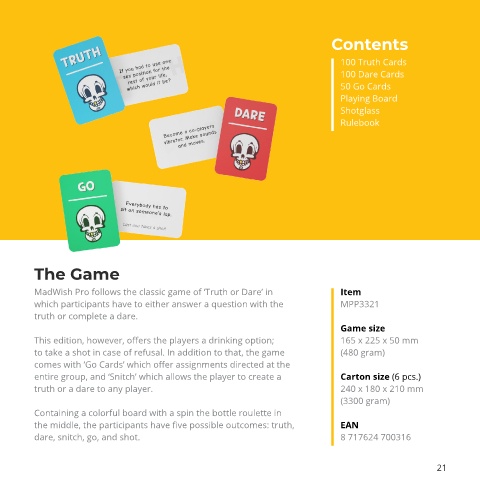 Contents
100 Truth Cards
100 Dare Cards
50 Go Cards
Playing Board
Shotglass
Rulebook
TRUTH
If you had to use one
sex position for the
rest of your life,
which would it be?
DARE
Become a co-players
vibrator. Make sounds
and moves.
GO
Everybody has to
sit on someone's lap.
Last one takes a shot
The Game
MadWish Pro follows the classic game of 'Truth or Dare' in
which participants have to either answer a question with the
truth or complete a dare.
This edition, however, offers the players a drinking option;
to take a shot in case of refusal. In addition to that, the game
comes with 'Go Cards' which offer assignments directed at the
entire group, and 'Snitch' which allows the player to create a
truth or a dare to any player.
Containing a colorful board with a spin the bottle roulette in
the middle, the participants have five possible outcomes: truth,
dare, snitch, go, and shot.
Item
MPP3321
Game size
165 x 225 x 50 mm
(480 gram)
Carton size (6 pcs.)
240 x 180 x 210 mm
(3300 gram)
EAN
8 717624 700316
21